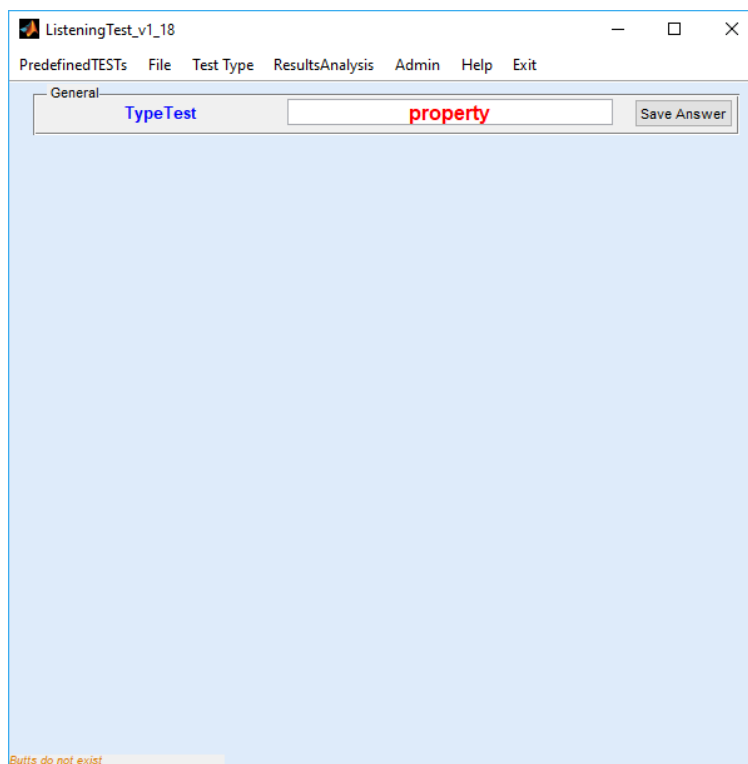 ListeningTest_v1_18
PredefinedTESTs File Test Type ResultsAnalysis Admin Help Exit
General
TypeTest property Save Answer
Butts do not exist